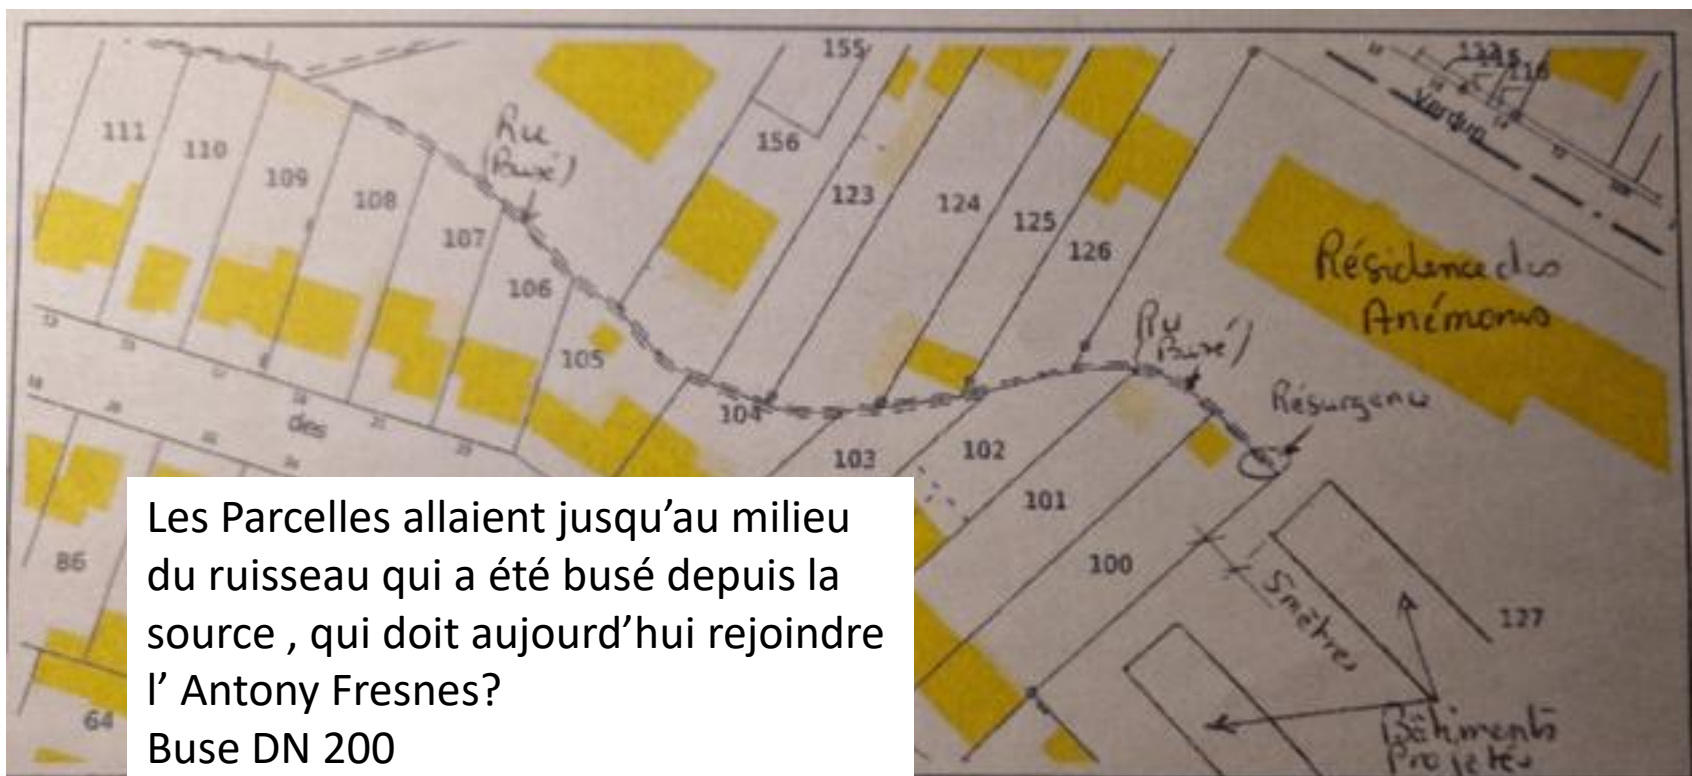 155
111
110
109
108
107
106
105
Ru
(Busé)
156
123
124
125
126
Verdun
116
Résidence des
Anémones
Ru
Busé)
Résurgence
104
103
102
101
100
des
86
64
5 mètres
127
Bâtiments
Projetés
Les Parcelles allaient jusqu’au milieu
du ruisseau qui a été busé depuis la
source , qui doit aujourd’hui rejoindre
l’ Antony Fresnes?
Buse DN 200